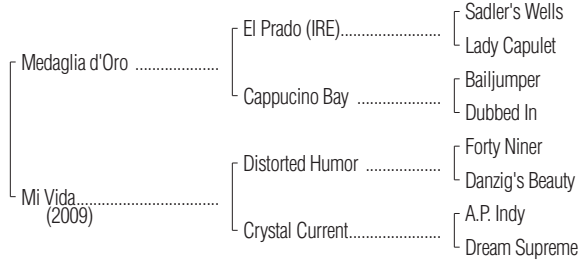 Sadler's Wells
El Prado (IRE)........................
Lady Capulet
Medaglia d'Oro .....................
Bailjumper
Cappucino Bay .....................
Dubbed In
Forty Niner
Distorted Humor ...................
Danzig's Beauty
Mi Vida....................................
(2009)
A.P. Indy
Crystal Current.......................
Dream Supreme